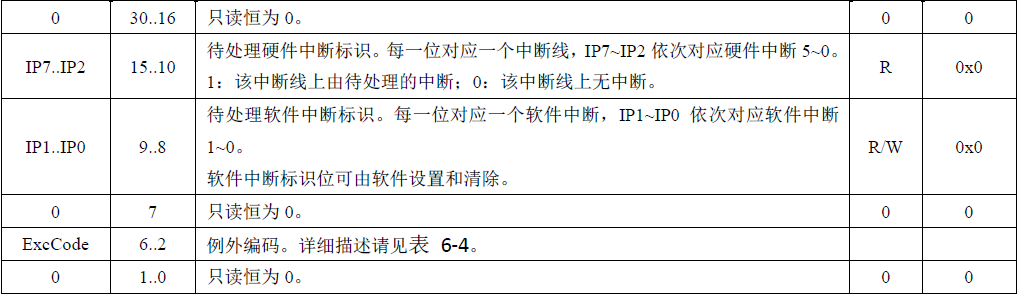 0 30..16 只读恒为0。 0 0
待处理硬件中断标识。每一位对应一个中断线，IP7~IP2 依次对应硬件中断 5~0。
IP7..IP2 15..10 R 0x0
1：该中断线上由待处理的中断；0：该中断线上无中断。
待处理软件中断标识。每一位对应一个软件中断，IP1~IP0 依次对应软件中断
IP1..IP0 9..8 1~0。 R/W 0x0
软件中断标识位可由软件设置和清除。
0 7 只读恒为0。 0 0
ExcCode 6..2 例外编码。详细描述请见表 6-4。
0 1..0 只读恒为0。 0 0